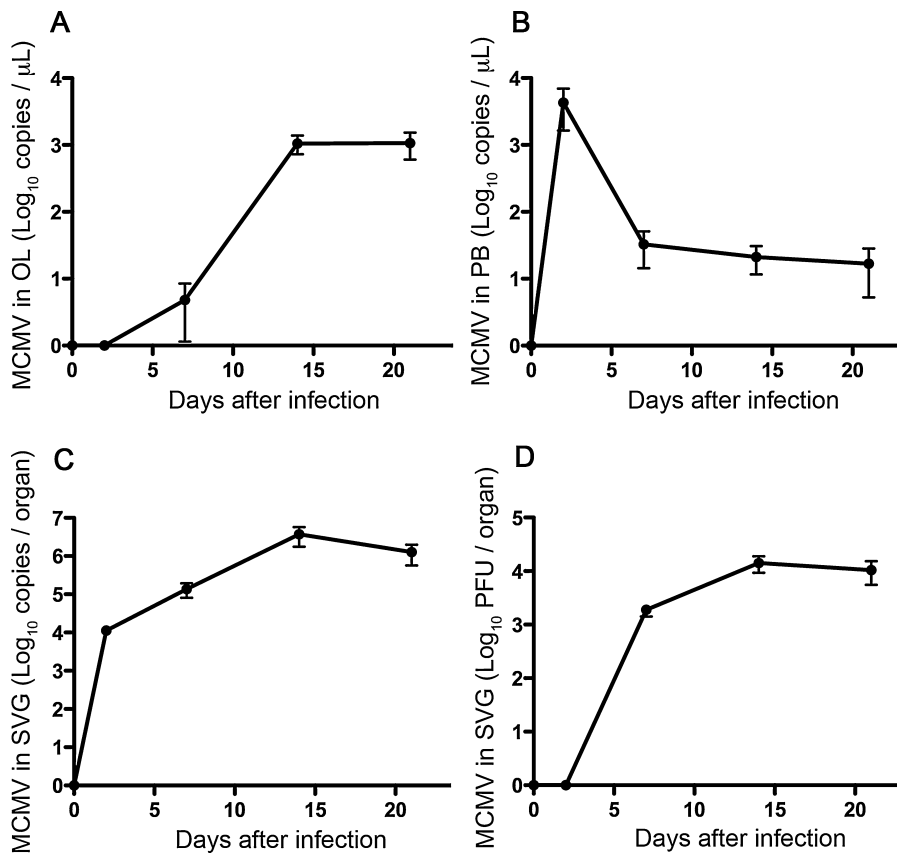 A
MCMV in OL (Log10 copies / μL)
4
3
2
1
0
0 5 10 15 20
Days after infection
B
MCMV in PB (Log10 copies / μL)
4
3
2
1
0
0 5 10 15 20
Days after infection
C
MCMV in SVG (Log10 copies / organ)
7
6
5
4
3
2
1
0
0 5 10 15 20
Days after infection
D
MCMV in SVG (Log10 PFU / organ)
5
4
3
2
1
0
0 5 10 15 20
Days after infection